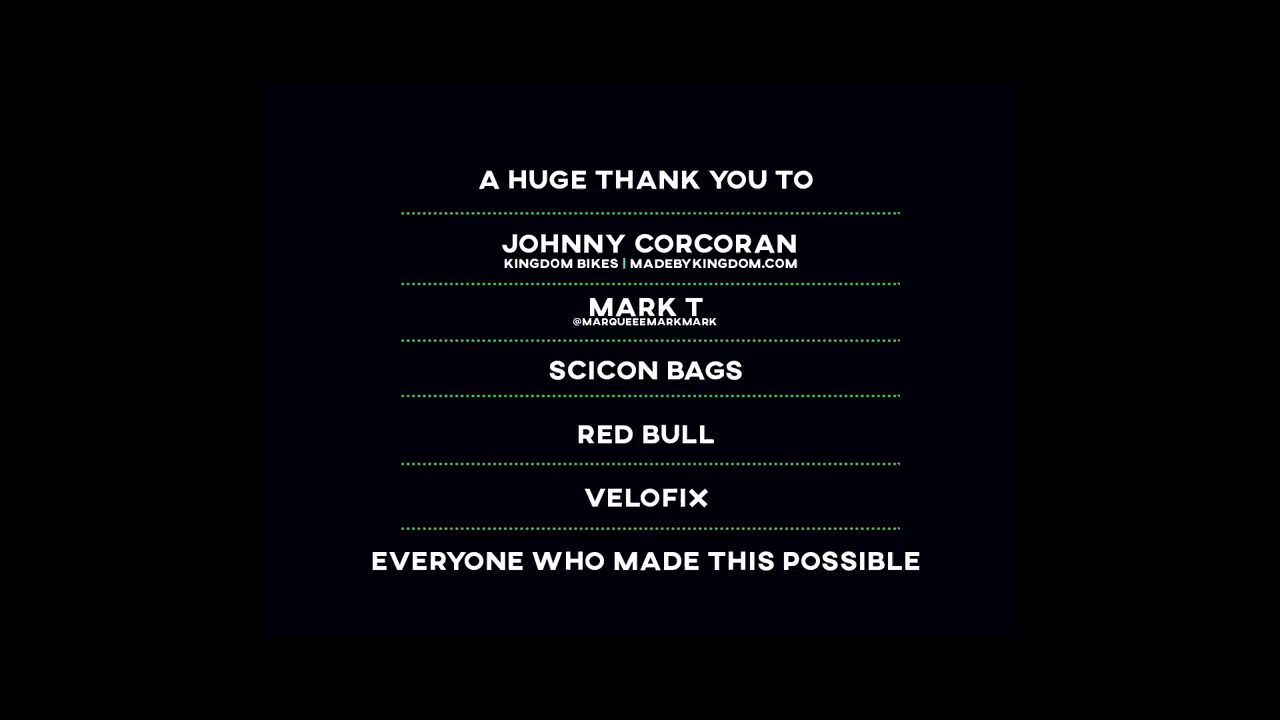 A HUGE THANK YOU TO
JOHNNY CORCORAN
KINGDOM BIKES | MADEBYKINGDOM.COM
MARK T
@MARQUEEEMARKMARK
SCICON BAGS
RED BULL
VELOFIX
EVERYONE WHO MADE THIS POSSIBLE